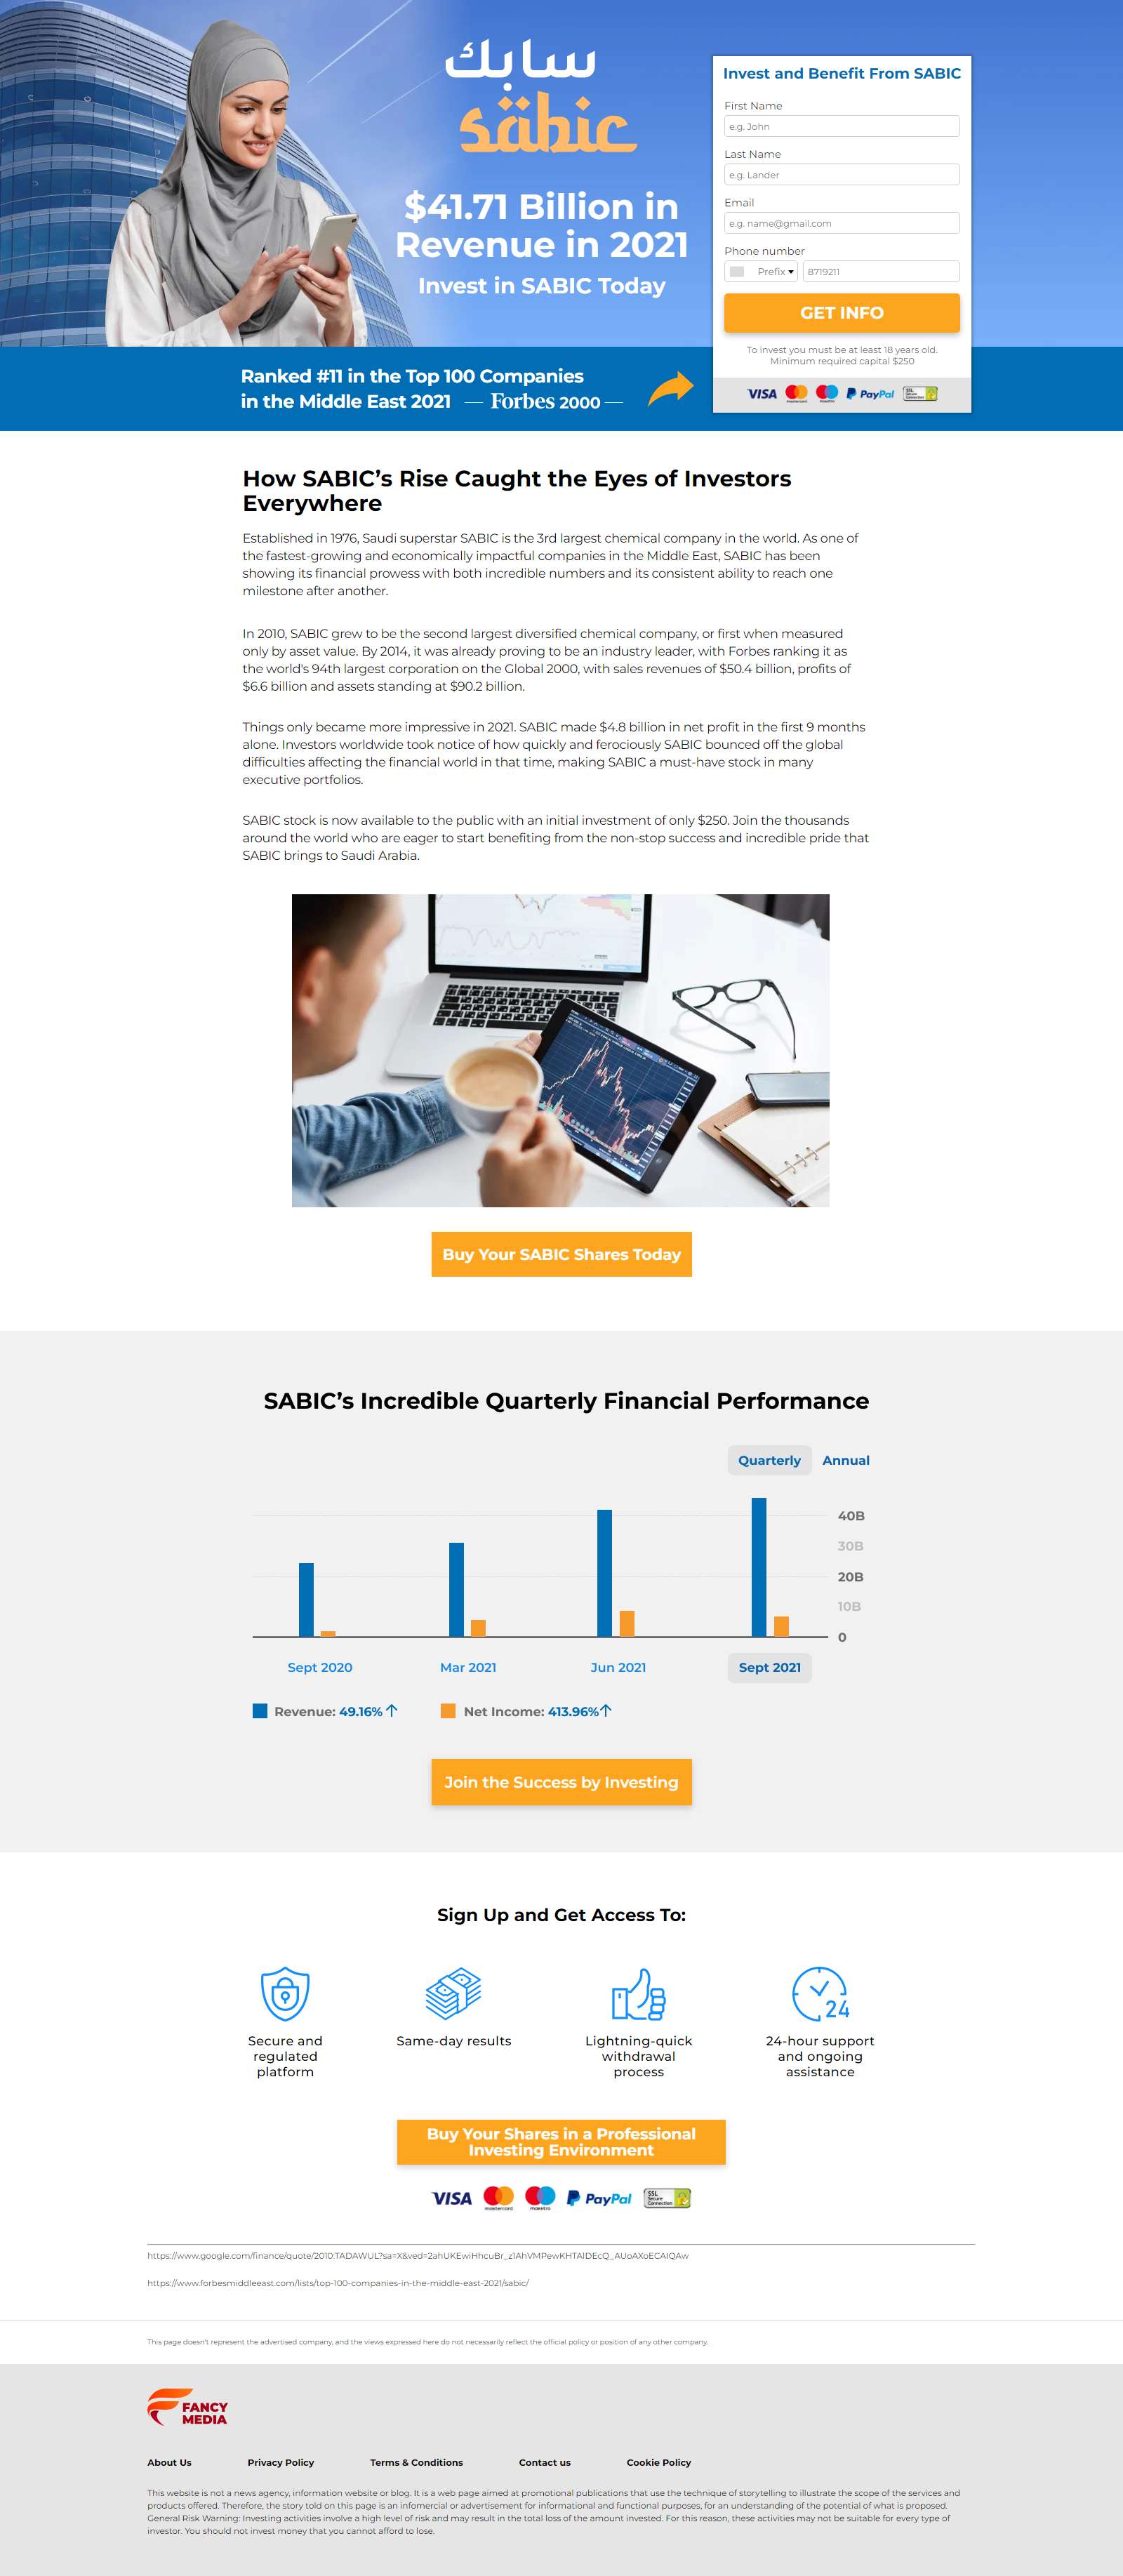 سابك
sabic
$41.71 Billion in
Revenue in 2021
Invest in SABIC Today
Ranked #11 in the Top 100 Companies
in the Middle East 2021 — Forbes 2000 —
Invest and Benefit From SABIC
First Name
e.g. John
Last Name
e.g. Lander
Email
e.g. name@gmail.com
Phone number
Prefix 8719211
GET INFO
To invest you must be at least 18 years old.
Minimum required capital $250
VISA mastercard maestro PayPal SSL Secure Connection
How SABIC’s Rise Caught the Eyes of Investors
Everywhere
Established in 1976, Saudi superstar SABIC is the 3rd largest chemical company in the world. As one of
the fastest-growing and economically impactful companies in the Middle East, SABIC has been
showing its financial prowess with both incredible numbers and its consistent ability to reach one
milestone after another.
In 2010, SABIC grew to be the second largest diversified chemical company, or first when measured
only by asset value. By 2014, it was already proving to be an industry leader, with Forbes ranking it as
the world's 94th largest corporation on the Global 2000, with sales revenues of $50.4 billion, profits of
$6.6 billion and assets standing at $90.2 billion.
Things only became more impressive in 2021. SABIC made $4.8 billion in net profit in the first 9 months
alone. Investors worldwide took notice of how quickly and ferociously SABIC bounced off the global
difficulties affecting the financial world in that time, making SABIC a must-have stock in many
executive portfolios.
SABIC stock is now available to the public with an initial investment of only $250. Join the thousands
around the world who are eager to start benefiting from the non-stop success and incredible pride that
SABIC brings to Saudi Arabia.
Buy Your SABIC Shares Today
SABIC’s Incredible Quarterly Financial Performance
Quarterly Annual
40B
30B
20B
10B
0
Sept 2020 Mar 2021 Jun 2021 Sept 2021
Revenue: 49.16% ↑ Net Income: 413.96%↑
Join the Success by Investing
Sign Up and Get Access To:
24
Secure and
regulated
platform
Same-day results
Lightning-quick
withdrawal
process
24-hour support
and ongoing
assistance
Buy Your Shares in a Professional
Investing Environment
VISA mastercard maestro PayPal SSL Secure Connection
https://www.google.com/finance/quote/2010:TADAWUL?sa=X&ved=2ahUKEwiHhcuBr_z1AhVMPewKHTAIDEcQ_AUoAXoECAIQAw
https://www.forbesmiddleeast.com/lists/top-100-companies-in-the-middle-east-2021/sabic/
This page doesn't represent the advertised company, and the views expressed here do not necessarily reflect the official policy or position of any other company.
FANCY
MEDIA
About Us Privacy Policy Terms & Conditions Contact us Cookie Policy
This website is not a news agency, information website or blog. It is a web page aimed at promotional publications that use the technique of storytelling to illustrate the scope of the services and
products offered. Therefore, the story told on this page is an infomercial or advertisement for informational and functional purposes, for an understanding of the potential of what is proposed.
General Risk Warning: Investing activities involve a high level of risk and may result in the total loss of the amount invested. For this reason, these activities may not be suitable for every type of
investor. You should not invest money that you cannot afford to lose.